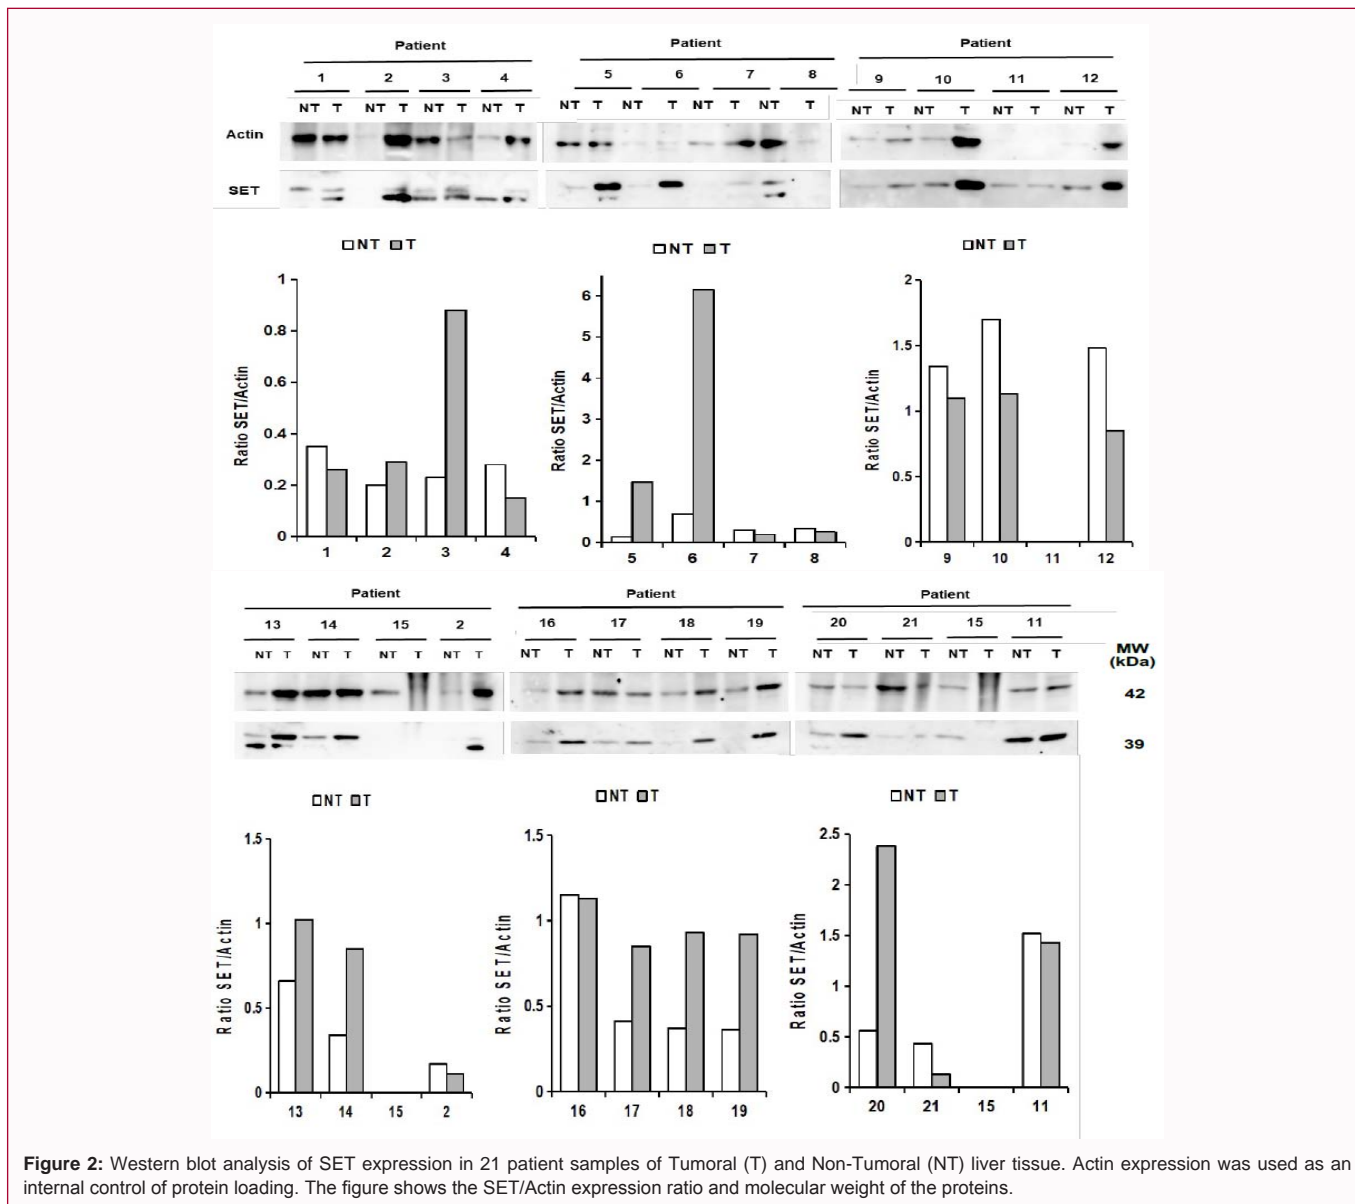 Patient Patient Patient
1 2 3 4 5 6 7 8 9 10 11 12
NT T NT T NT T NT T NT T NT T NT T NT T NT T NT T NT T NT T
Actin
SET
NT T NT T NT T
Ratio SET/Actin
1
0.8
0.6
0.4
0.2
0
1 2 3 4
Ratio SET/Actin
6
5
4
3
2
1
0
5 6 7 8
Ratio SET/Actin
2
1.5
1
0.5
0
9 10 11 12
Patient Patient Patient
13 14 15 2 16 17 18 19 20 21 15 11
NT T NT T NT T NT T NT T NT T NT T NT T NT T NT T NT T NT T
MW
(kDa)
42
39
NT T NT T NT T
Ratio SET/Actin
1.5
1
0.5
0
13 14 15 2
Ratio SET/Actin
1.5
1
0.5
0
16 17 18 19
Ratio SET/Actin
2.5
2
1.5
1
0.5
0
20 21 15 11
Figure 2: Western blot analysis of SET expression in 21 patient samples of Tumoral (T) and Non-Tumoral (NT) liver tissue. Actin expression was used as an
internal control of protein loading. The figure shows the SET/Actin expression ratio and molecular weight of the proteins.